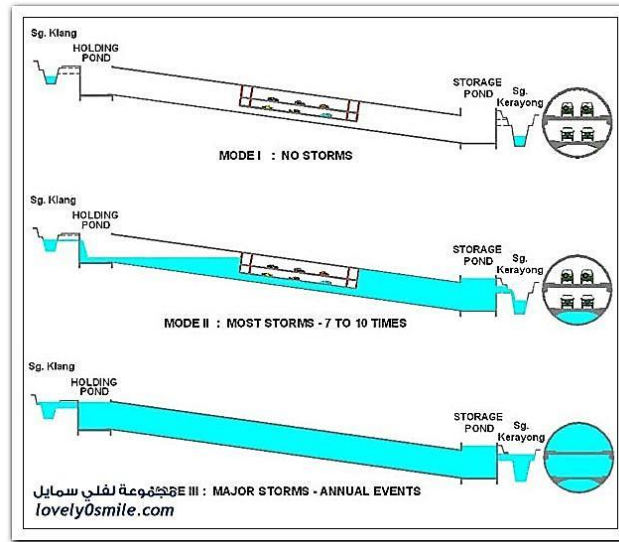 Sg. Klang
HOLDING
POND
STORAGE
POND
Sg.
Kerayong
MODE I : NO STORMS
Sg. Klang
HOLDING
POND
STORAGE
POND
Sg.
Kerayong
MODE II : MOST STORMS - 7 TO 10 TIMES
Sg. Klang
HOLDING
POND
STORAGE
POND
Sg.
Kerayong
III : MAJOR STORMS - ANNUAL EVENTS
مجموعة لفلي سمايل
lovely0smile.com